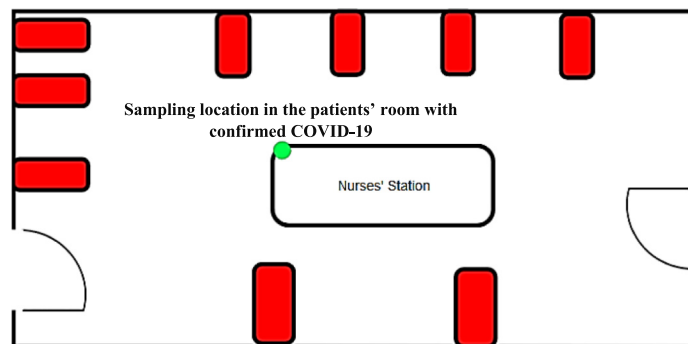 Sampling location in the patients’ room with
confirmed COVID-19
Nurses' Station